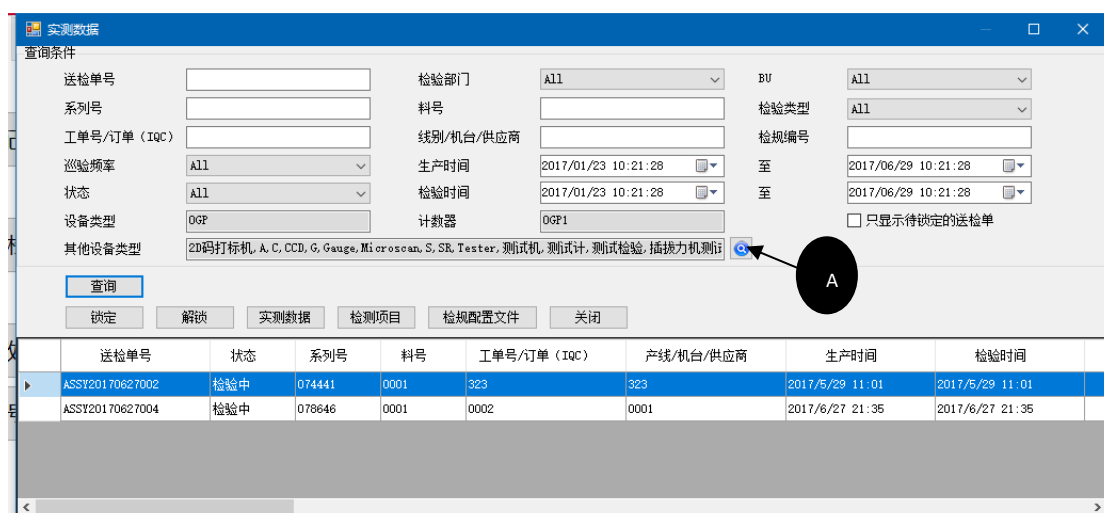 实测数据
查询条件
送检单号 检验部门 All BU All
系列号 料号 检验类型 All
工单号/订单（IQC） 线别/机台/供应商 检规编号
巡验频率 All 生产时间 2017/01/23 10:21:28 至 2017/06/29 10:21:28
状态 All 检验时间 2017/01/23 10:21:28 至 2017/06/29 10:21:28
设备类型 OGP 计数器 OGP1 只显示待锁定的送检单
其他设备类型 2D码打标机,A,C,CCD,G,Gauge,Microscan,S,SR,Tester,测试机,测试计,测试检验,插拔力机测
A
查询
锁定 解锁 实测数据 检测项目 检规配置文件 关闭
送检单号 状态 系列号 料号 工单号/订单（IQC） 产线/机台/供应商 生产时间 检验时间
ASSY20170627002 检验中 074441 0001 323 323 2017/5/29 11:01 2017/5/29 11:01
ASSY20170627004 检验中 078646 0001 0002 0001 2017/6/27 21:35 2017/6/27 21:35